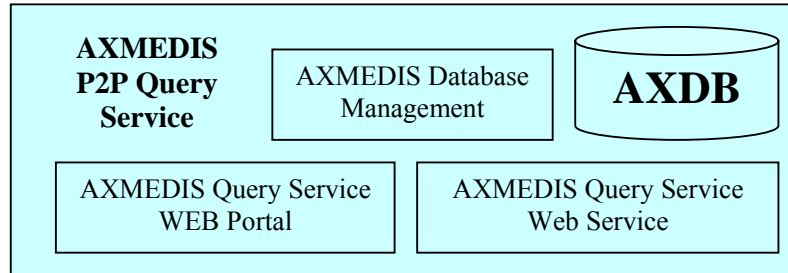 AXMEDIS
P2P Query
Service
AXMEDIS Database
Management
AXDB
AXMEDIS Query Service
WEB Portal
AXMEDIS Query Service
Web Service